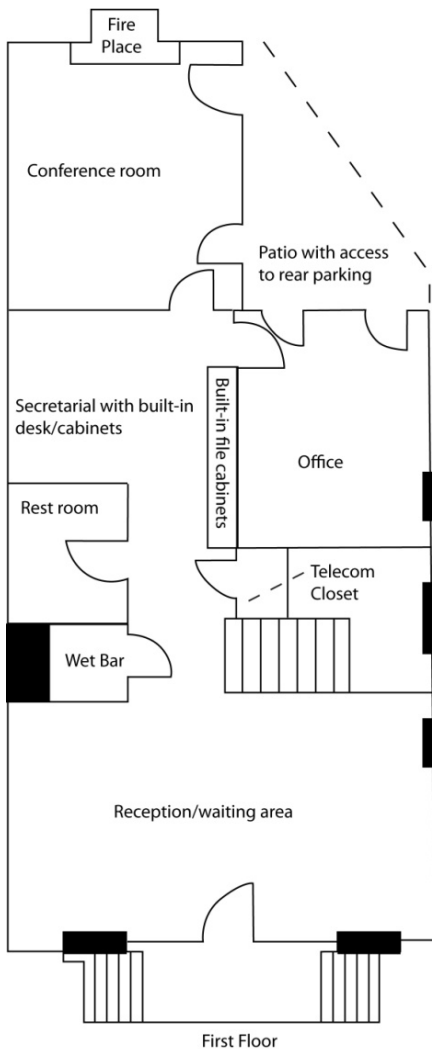 Fire
Place
Conference room
Patio with access
to rear parking
Secretarial with built-in
desk/cabinets
Built-in file cabinets
Office
Rest room
Telecom
Closet
Wet Bar
Reception/waiting area
First Floor